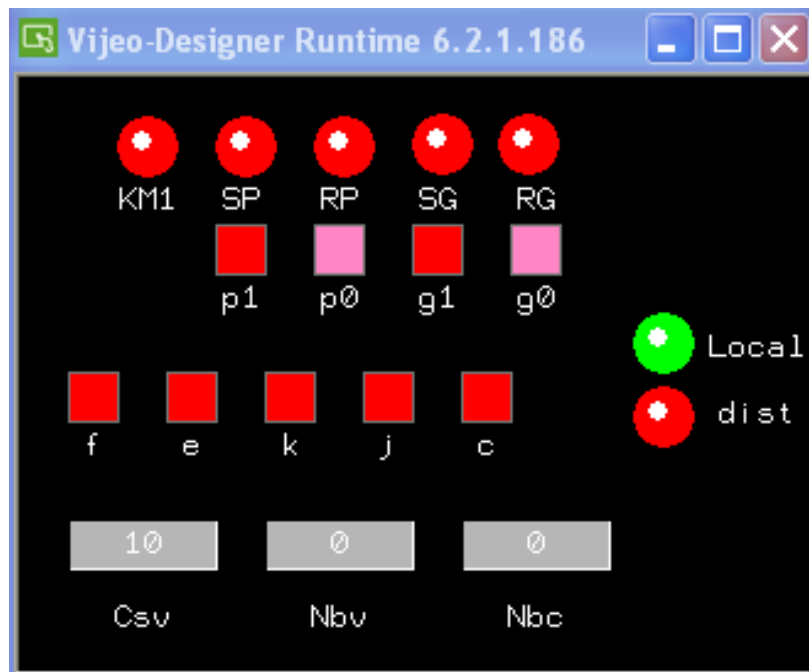 Vijeo-Designer Runtime 6.2.1.186
KM1 SP RP SG RG
p1 p0 g1 g0
Local
dist
f e k j c
10 0 0
Csv Nbv Nbc